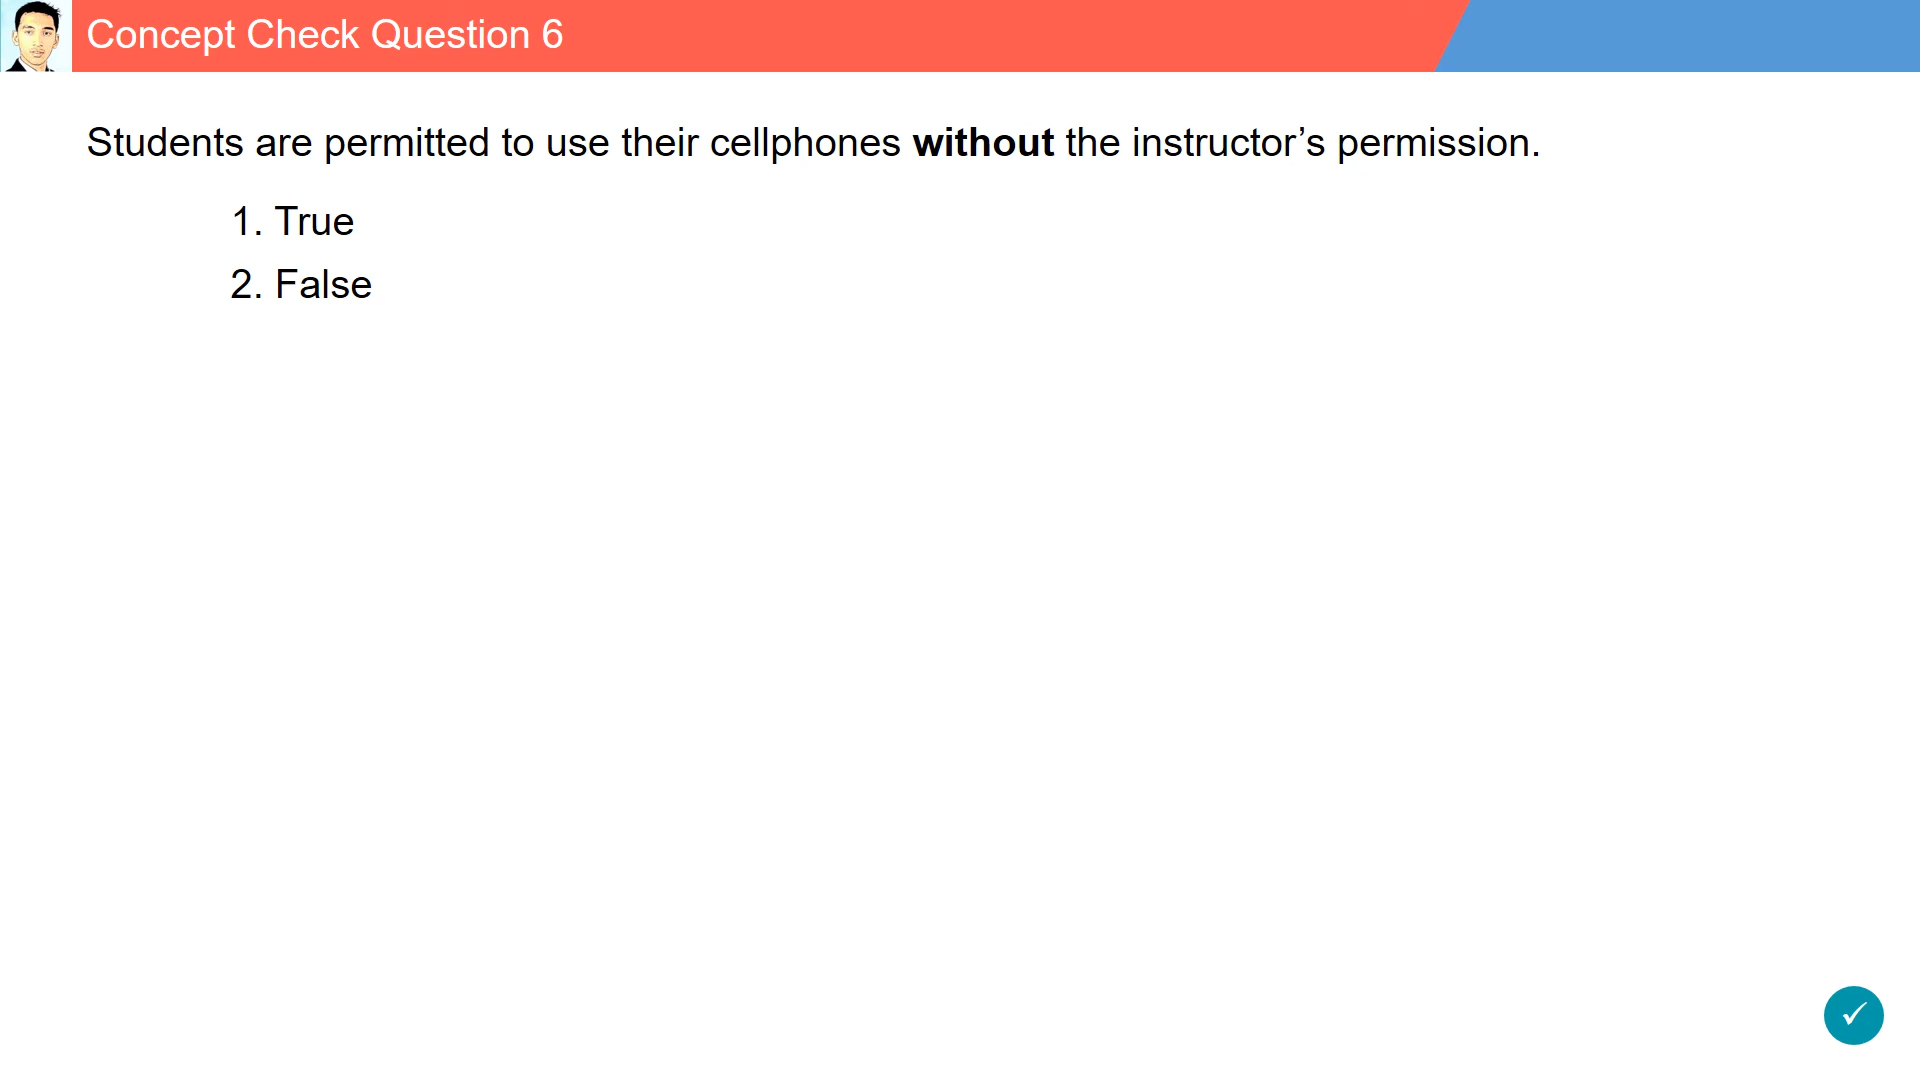 Concept Check Question 6
Students are permitted to use their cellphones without the instructor’s permission.
1. True
2. False